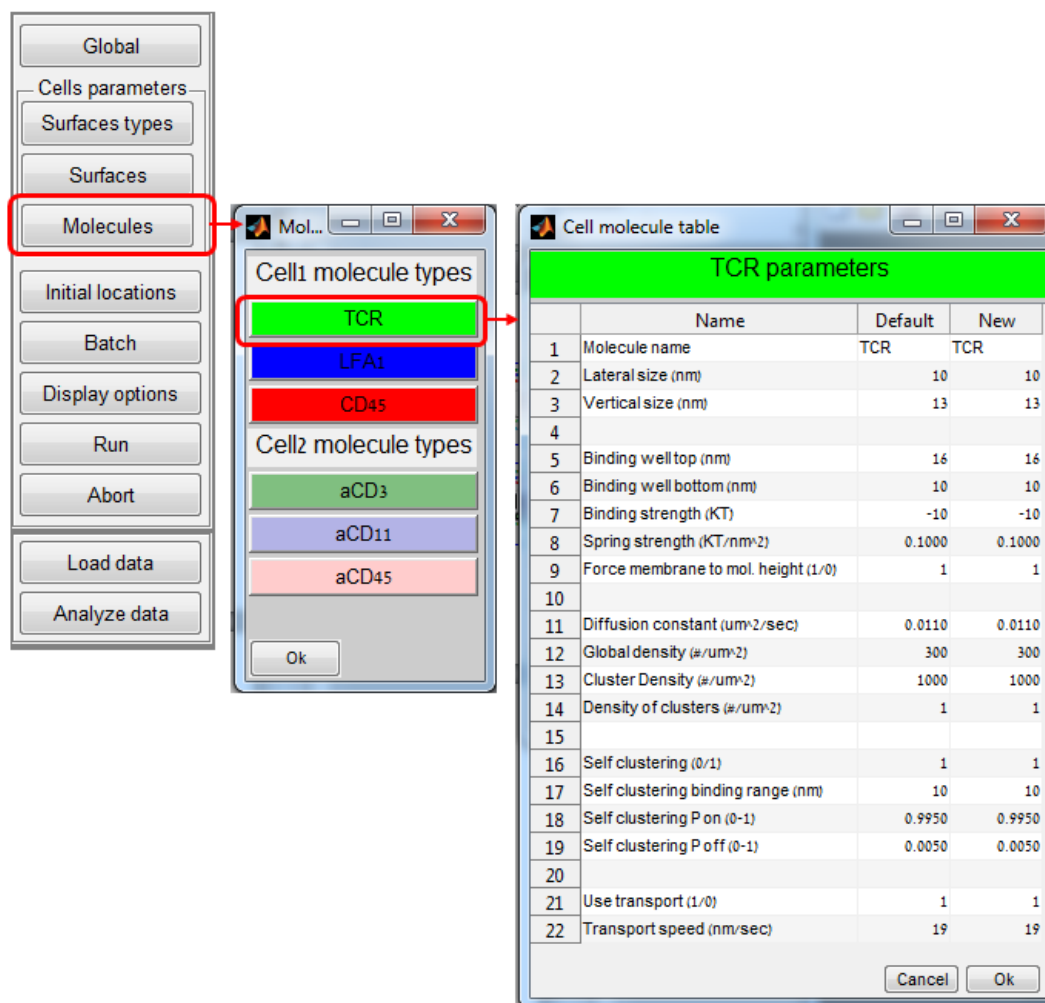 Global
Cells parameters
Surfaces types
Surfaces
Molecules
Initial locations
Batch
Display options
Run
Abort
Load data
Analyze data
Mol...
Cell1 molecule types
TCR
LFA1
CD45
Cell2 molecule types
aCD3
aCD11
aCD45
Ok
Cell molecule table
TCR parameters
Name Default New
1 Molecule name TCR TCR
2 Lateral size (nm) 10 10
3 Vertical size (nm) 13 13
4
5 Binding well top (nm) 16 16
6 Binding well bottom (nm) 10 10
7 Binding strength (KT) -10 -10
8 Spring strength (KT/nm^2) 0.1000 0.1000
9 Force membrane to mol. height (1/0) 1 1
10
11 Diffusion constant (um^2/sec) 0.0110 0.0110
12 Global density (#/um^2) 300 300
13 Cluster Density (#/um^2) 1000 1000
14 Density of clusters (#/um^2) 1 1
15
16 Self clustering (0/1) 1 1
17 Self clustering binding range (nm) 10 10
18 Self clustering P on (0-1) 0.9950 0.9950
19 Self clustering P off (0-1) 0.0050 0.0050
20
21 Use transport (1/0) 1 1
22 Transport speed (nm/sec) 19 19
Cancel Ok